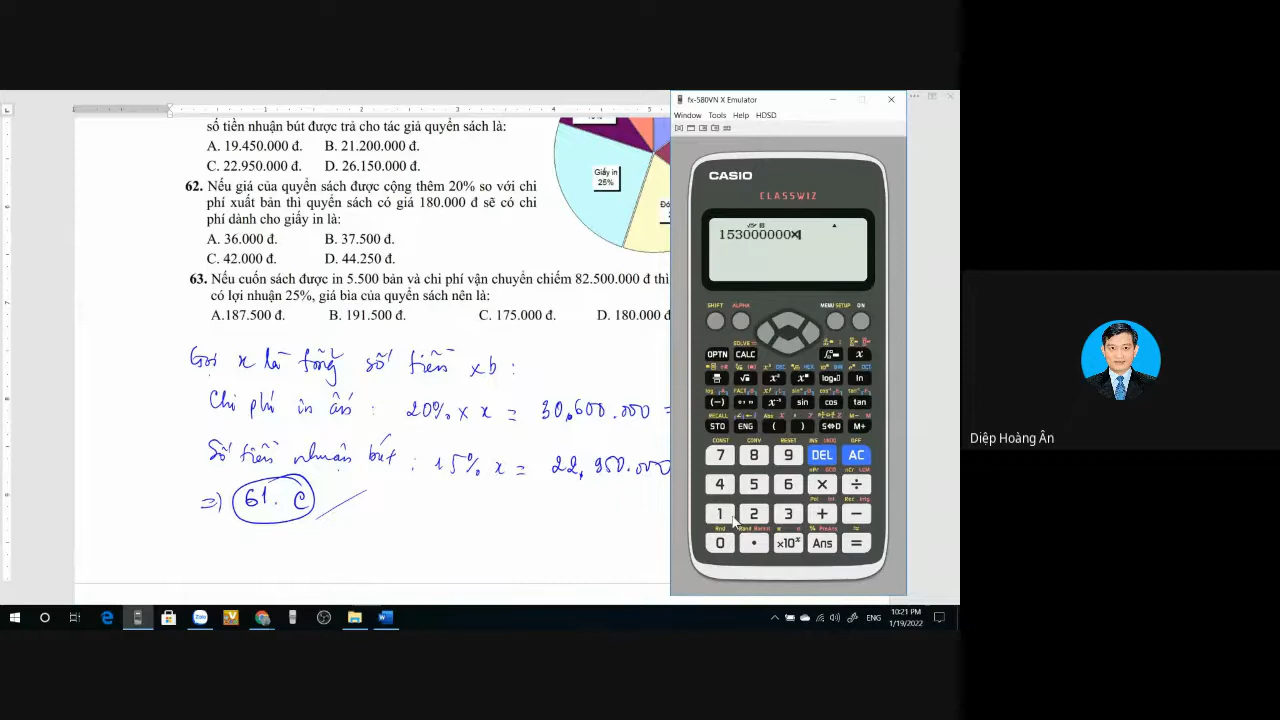 fx-580VN X Emulator
Window Tools Help HDSD
số tiền nhuận bút được trả cho tác giả quyển sách là:
A. 19.450.000 đ. B. 21.200.000 đ.
C. 22.950.000 đ. D. 26.150.000 đ.
62. Nếu giá của quyển sách được cộng thêm 20% so với chi
phí xuất bản thì quyển sách có giá 180.000 đ sẽ có chi
phí dành cho giấy in là:
A. 36.000 đ. B. 37.500 đ.
C. 42.000 đ. D. 44.250 đ.
63. Nếu cuốn sách được in 5.500 bản và chi phí vận chuyển chiếm 82.500.000 đ thì
có lợi nhuận 25%, giá bìa của quyển sách nên là:
A.187.500 đ. B. 191.500 đ. C. 175.000 đ. D. 180.000 đ
Giấy in
25%
Gọi x là tổng số tiền xb :
Chi phí in ấn : 20% × x = 30,600.000 =
Số tiền nhuận bút : 15% x = 22,950.000
=> 61. C
CASIO
CLASSWIZ
153000000×
SHIFT ALPHA MENU SETUP ON
OPTN CALC x
log ln
(−) x⁻¹ sin cos tan
STO ENG ( ) S⇔D M+
7 8 9 DEL AC
4 5 6 × ÷
1 2 3 + −
0 • ×10ˣ Ans =
Diệp Hoàng Ân
ENG
10:21 PM
1/19/2022